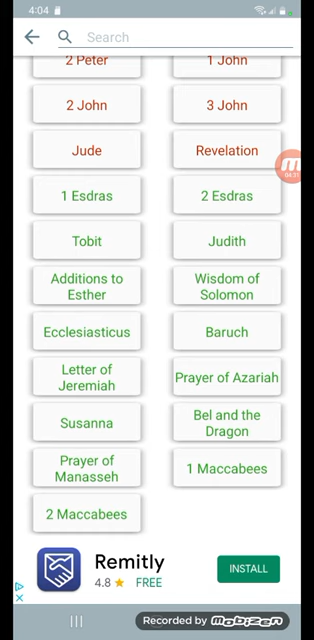 4:04
Search
2 Peter
1 John
2 John
3 John
Jude
Revelation
1 Esdras
2 Esdras
Tobit
Judith
Additions to
Esther
Wisdom of
Solomon
Ecclesiasticus
Baruch
Letter of
Jeremiah
Prayer of Azariah
Susanna
Bel and the
Dragon
Prayer of
Manasseh
1 Maccabees
2 Maccabees
Remitly
4.8 ★ FREE
INSTALL
Recorded by Mobizen